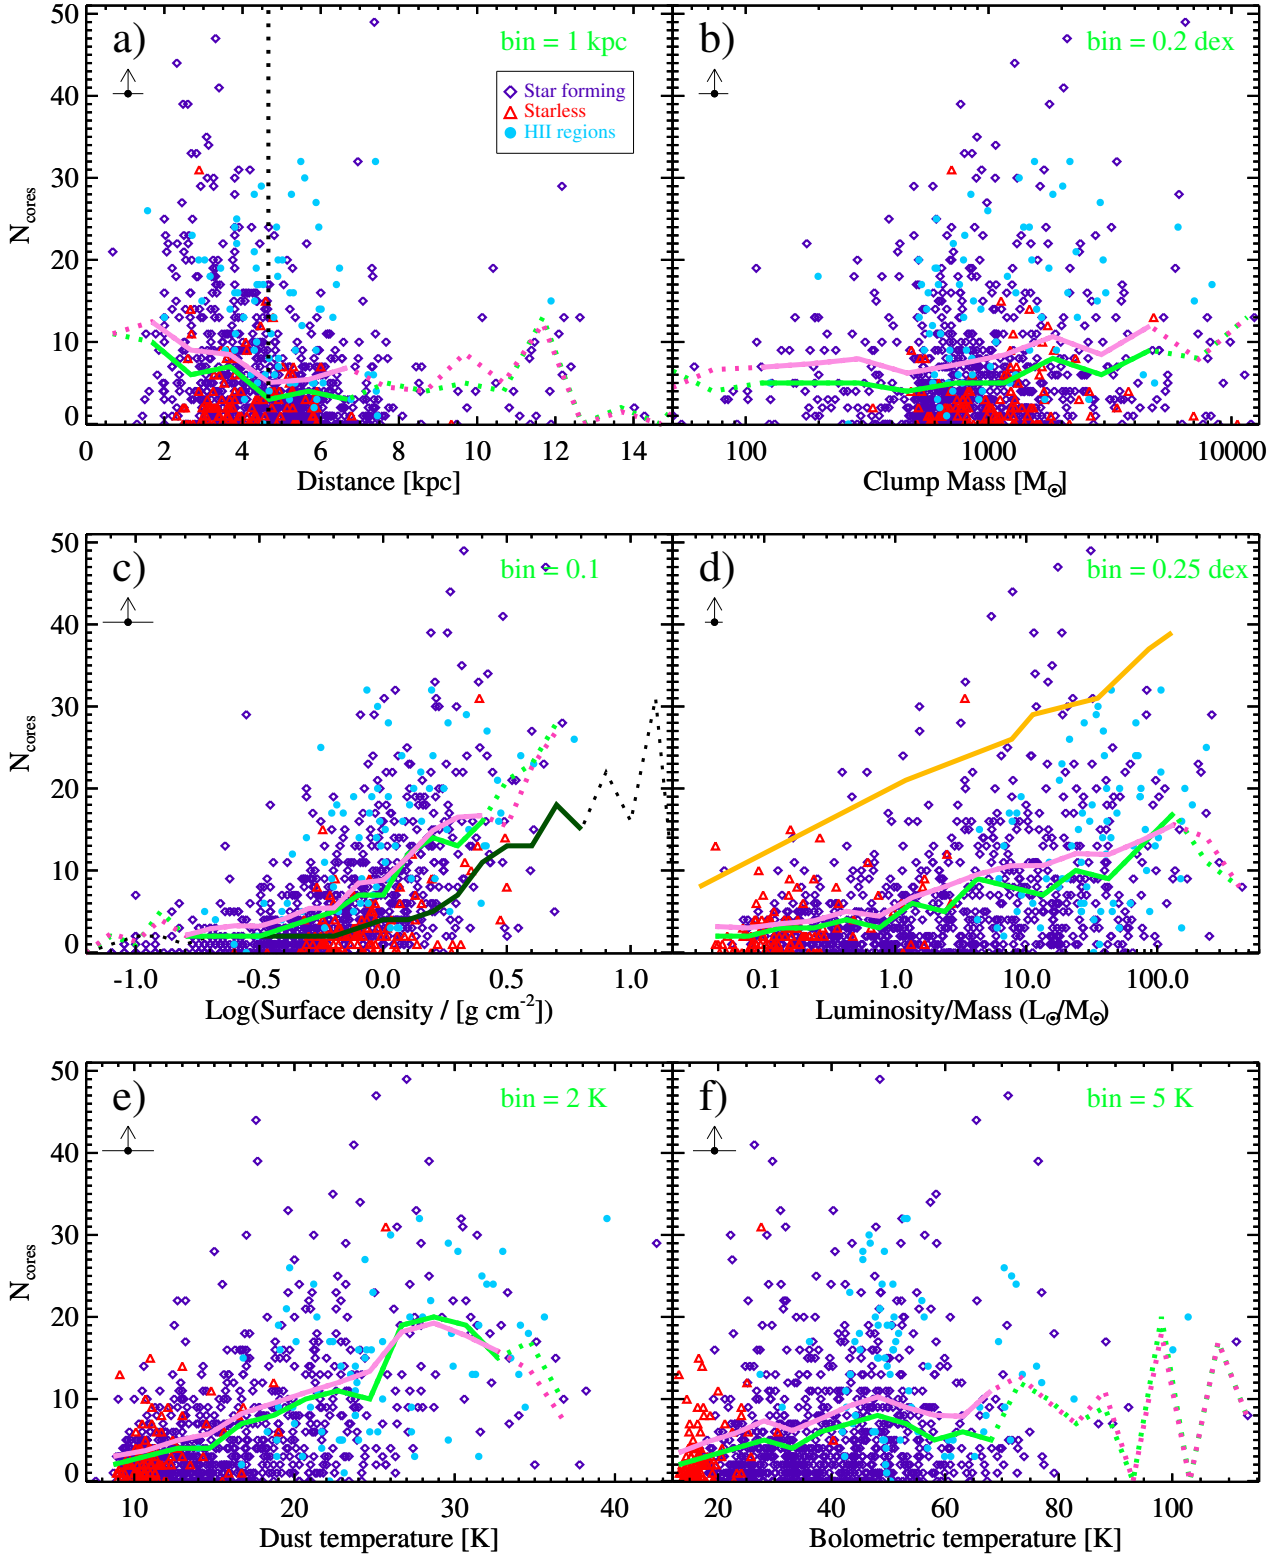 a)
bin = 1 kpc
Star forming
Starless
HII regions
50
40
30
20
10
0
N_cores
0 2 4 6 8 10 12 14
Distance [kpc]
b)
bin = 0.2 dex
100 1000 10000
Clump Mass [M⊙]
c)
bin = 0.1
50
40
30
20
10
0
N_cores
-1.0 -0.5 0.0 0.5 1.0
Log(Surface density / [g cm⁻²])
d)
bin = 0.25 dex
0.1 1.0 10.0 100.0
Luminosity/Mass (L⊙/M⊙)
e)
bin = 2 K
50
40
30
20
10
0
N_cores
10 20 30 40
Dust temperature [K]
f)
bin = 5 K
20 40 60 80 100
Bolometric temperature [K]